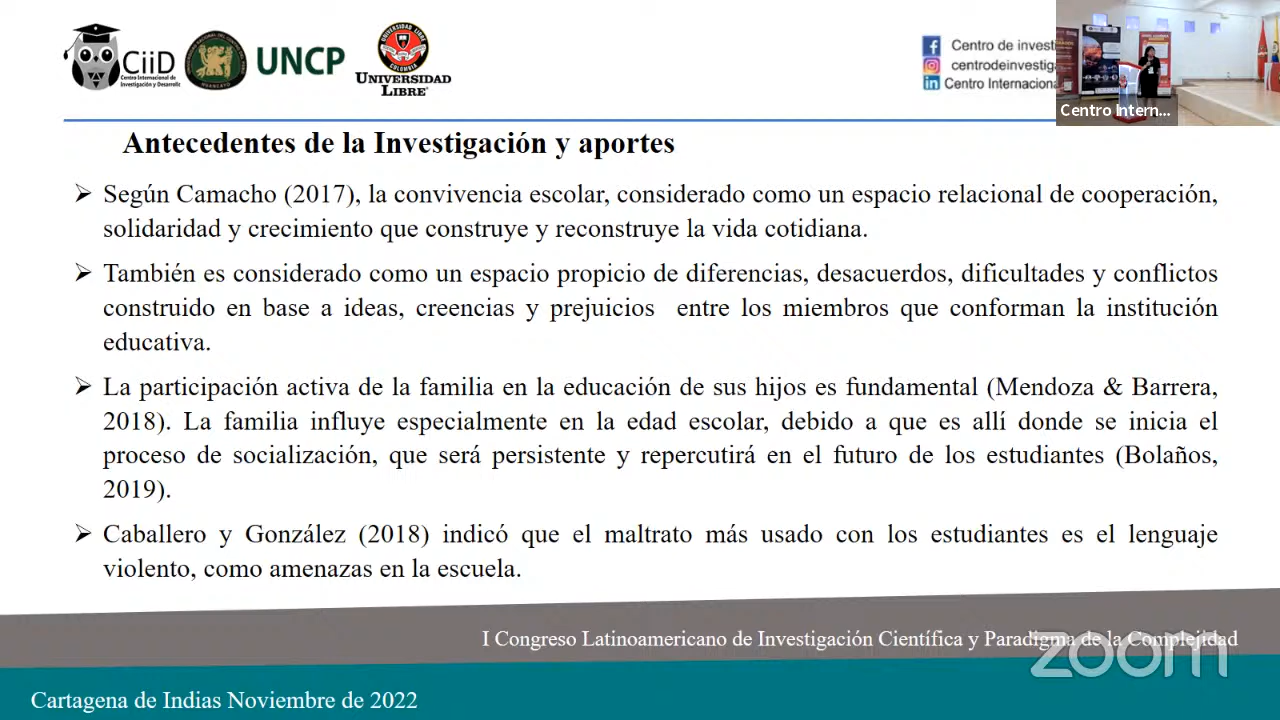 CiiD
Centro Internacional de
Investigación y Desarrollo
UNCP
UNIVERSIDAD
LIBRE
Centro de invest
centrodeinvestiga
Centro Internaciona
Centro Intern...
Antecedentes de la Investigación y aportes
➢ Según Camacho (2017), la convivencia escolar, considerado como un espacio relacional de cooperación,
solidaridad y crecimiento que construye y reconstruye la vida cotidiana.
➢ También es considerado como un espacio propicio de diferencias, desacuerdos, dificultades y conflictos
construido en base a ideas, creencias y prejuicios entre los miembros que conforman la institución
educativa.
➢ La participación activa de la familia en la educación de sus hijos es fundamental (Mendoza & Barrera,
2018). La familia influye especialmente en la edad escolar, debido a que es allí donde se inicia el
proceso de socialización, que será persistente y repercutirá en el futuro de los estudiantes (Bolaños,
2019).
➢ Caballero y González (2018) indicó que el maltrato más usado con los estudiantes es el lenguaje
violento, como amenazas en la escuela.
I Congreso Latinoamericano de Investigación Científica y Paradigma de la Complejidad
zoom
Cartagena de Indias Noviembre de 2022